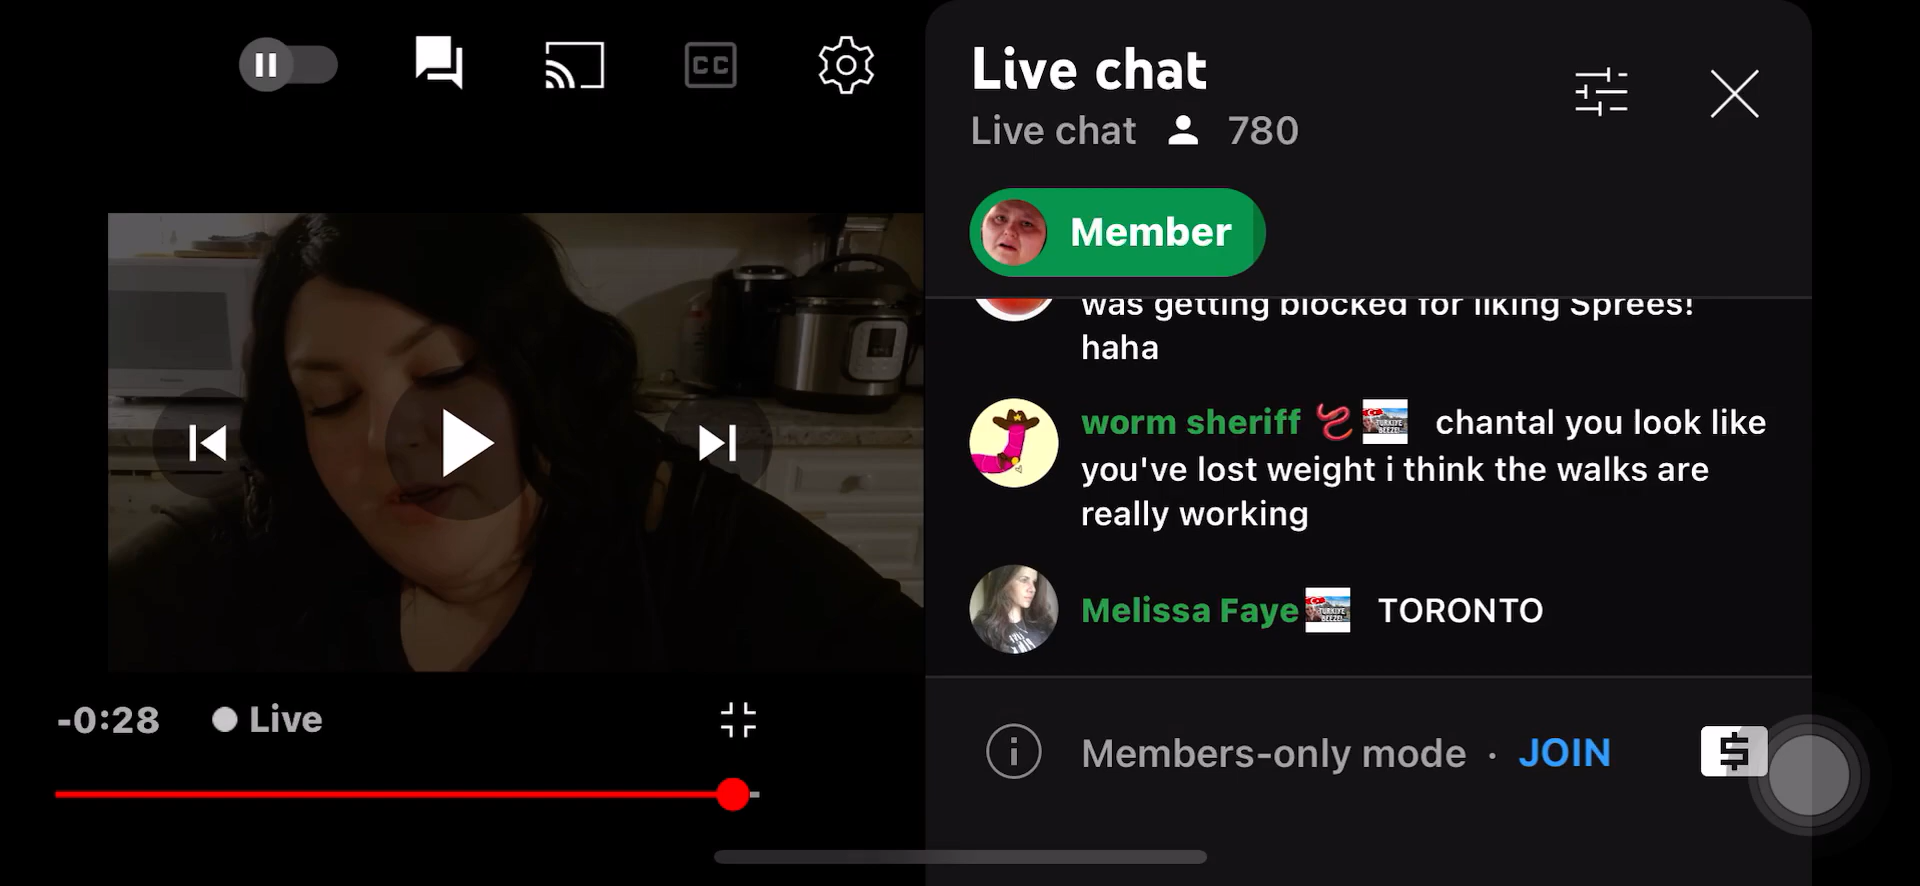 CC
Live chat
Live chat 780
Member
was getting blocked for liking Sprees!
haha
worm sheriff chantal you look like
you've lost weight i think the walks are
really working
Melissa Faye TORONTO
-0:28 Live
Members-only mode · JOIN
$